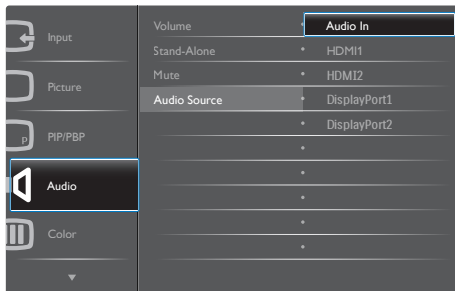 Input
Picture
p
PIP/PBP
Audio
Color
Volume
Stand-Alone
Mute
Audio Source
Audio In
HDMI1
HDMI2
DisplayPort1
DisplayPort2